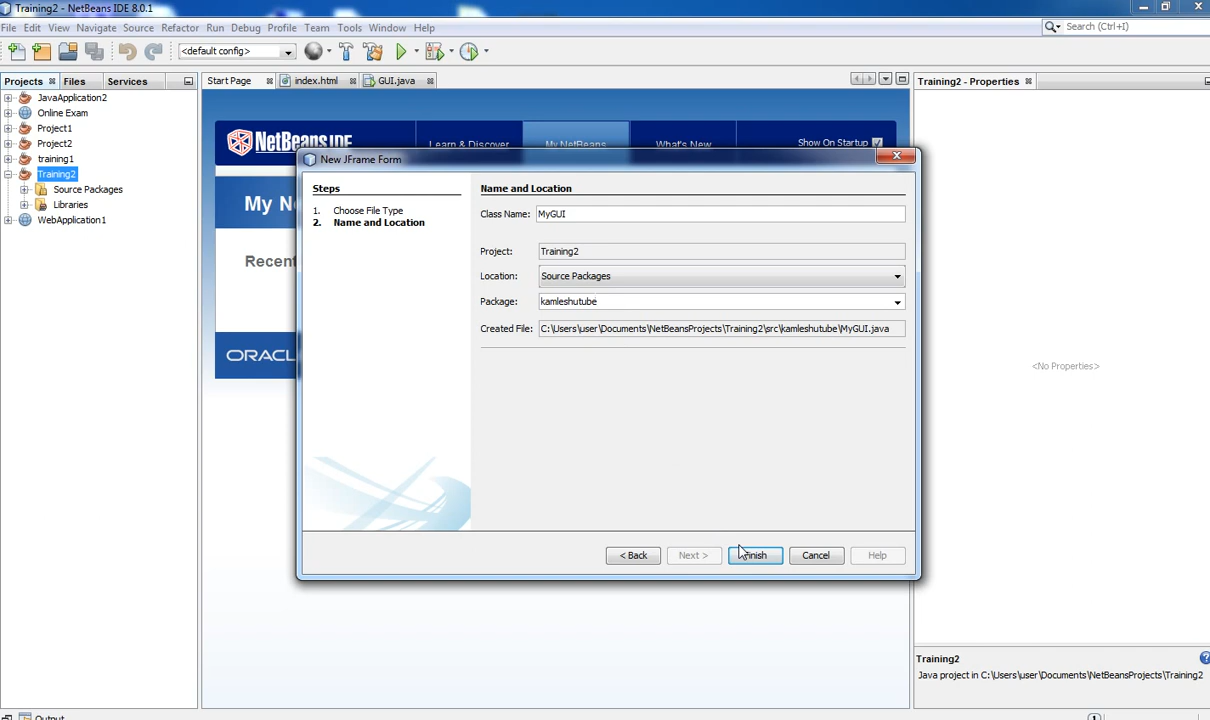 Training2 - NetBeans IDE 8.0.1
File Edit View Navigate Source Refactor Run Debug Profile Team Tools Window Help
Search (Ctrl+I)
<default config>
Projects Files Services
Start Page index.html GUI.java
Training2 - Properties
JavaApplication2
Online Exam
Project1
Project2
training1
Training2
Source Packages
Libraries
WebApplication1
NetBeans IDE Learn & Discover My NetBeans What's New Show On Startup
My N
Recen
ORACL
New JFrame Form
Steps
1. Choose File Type
2. Name and Location
Name and Location
Class Name: MyGUI
Project: Training2
Location: Source Packages
Package: kamleshutube
Created File: C:\Users\user\Documents\NetBeansProjects\Training2\src\kamleshutube\MyGUI.java
< Back Next > Finish Cancel Help
<No Properties>
Training2
Java project in C:\Users\user\Documents\NetBeansProjects\Training2
Output
1